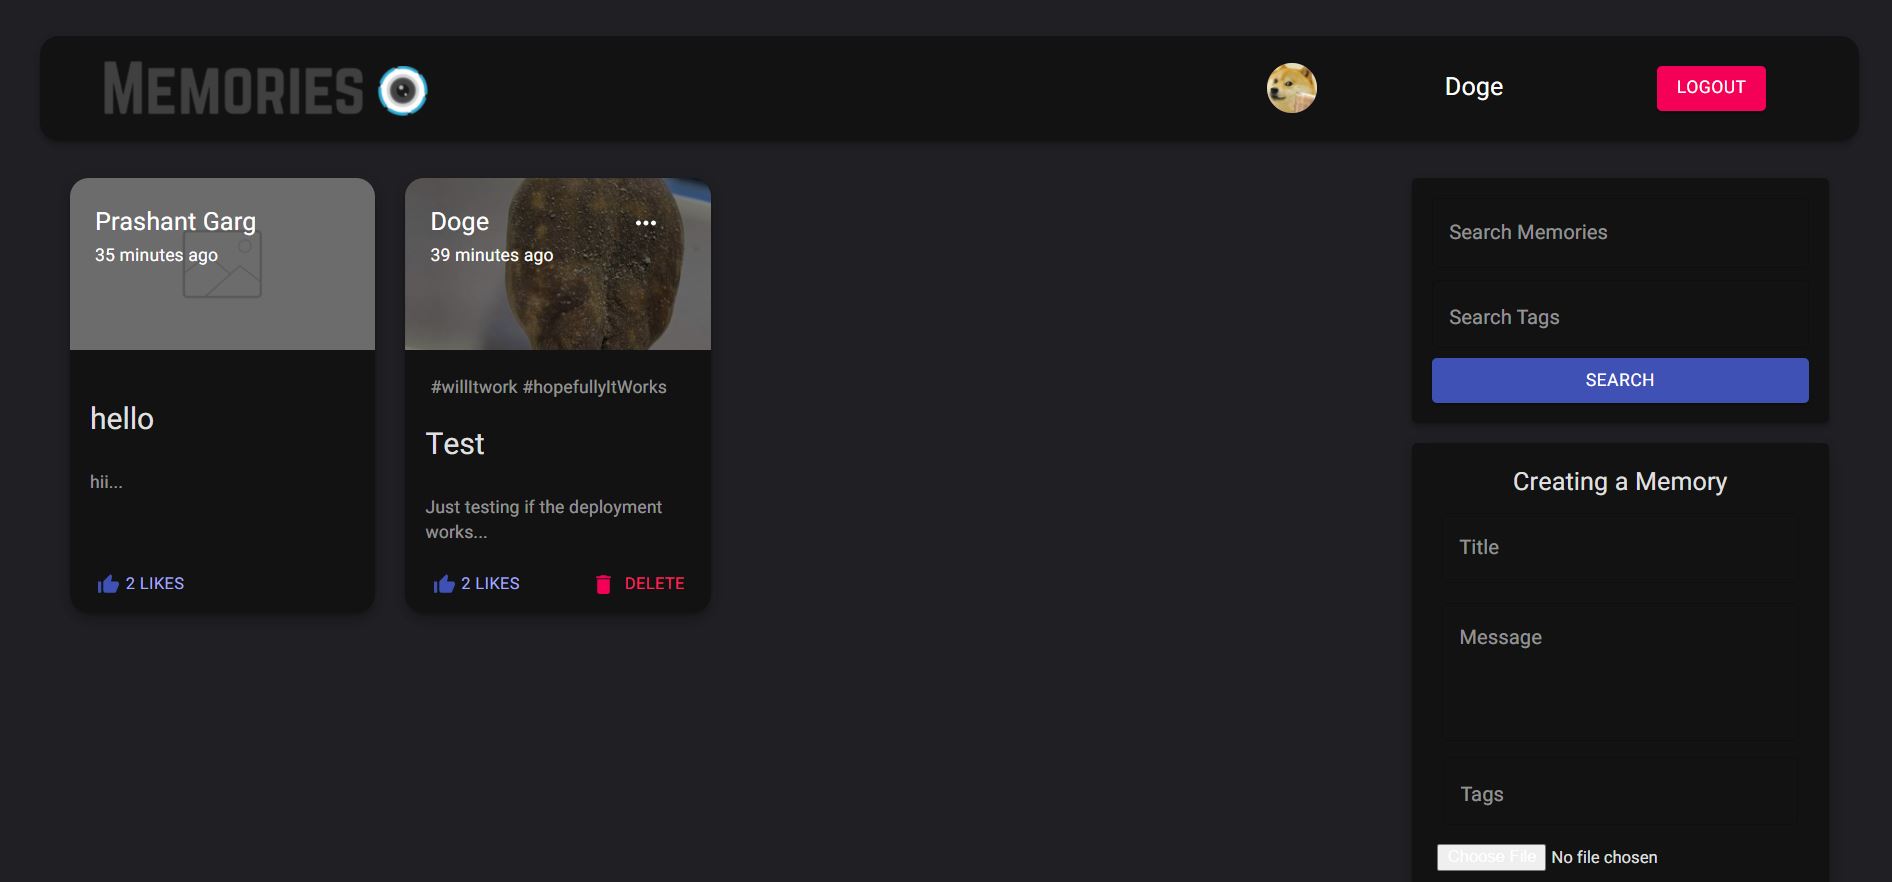 MEMORIES
Doge
LOGOUT
Prashant Garg
35 minutes ago
hello
hii...
2 LIKES
Doge
39 minutes ago
#willItwork #hopefullyItWorks
Test
Just testing if the deployment
works...
2 LIKES
DELETE
Search Memories
Search Tags
SEARCH
Creating a Memory
Title
Message
Tags
Choose File No file chosen